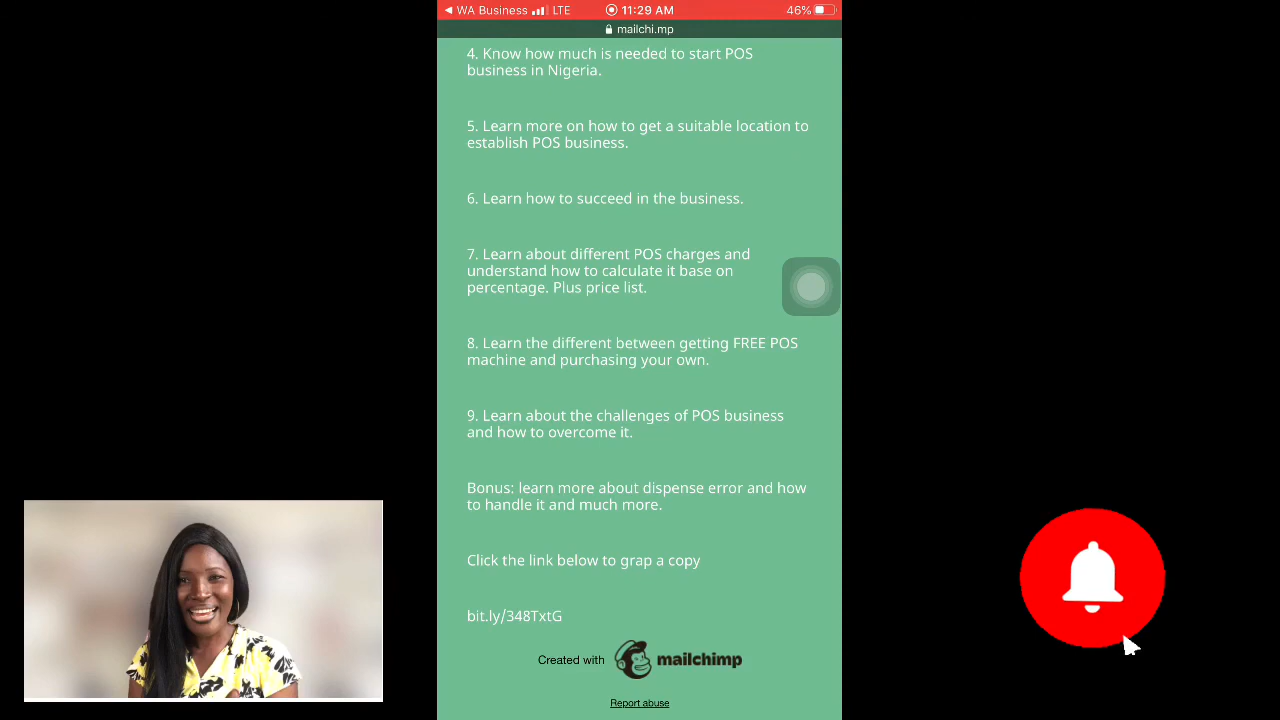 WA Business LTE 11:29 AM 46%
mailchi.mp
4. Know how much is needed to start POS
business in Nigeria.
5. Learn more on how to get a suitable location to
establish POS business.
6. Learn how to succeed in the business.
7. Learn about different POS charges and
understand how to calculate it base on
percentage. Plus price list.
8. Learn the different between getting FREE POS
machine and purchasing your own.
9. Learn about the challenges of POS business
and how to overcome it.
Bonus: learn more about dispense error and how
to handle it and much more.
Click the link below to grap a copy
bit.ly/348TxtG
Created with mailchimp
Report abuse